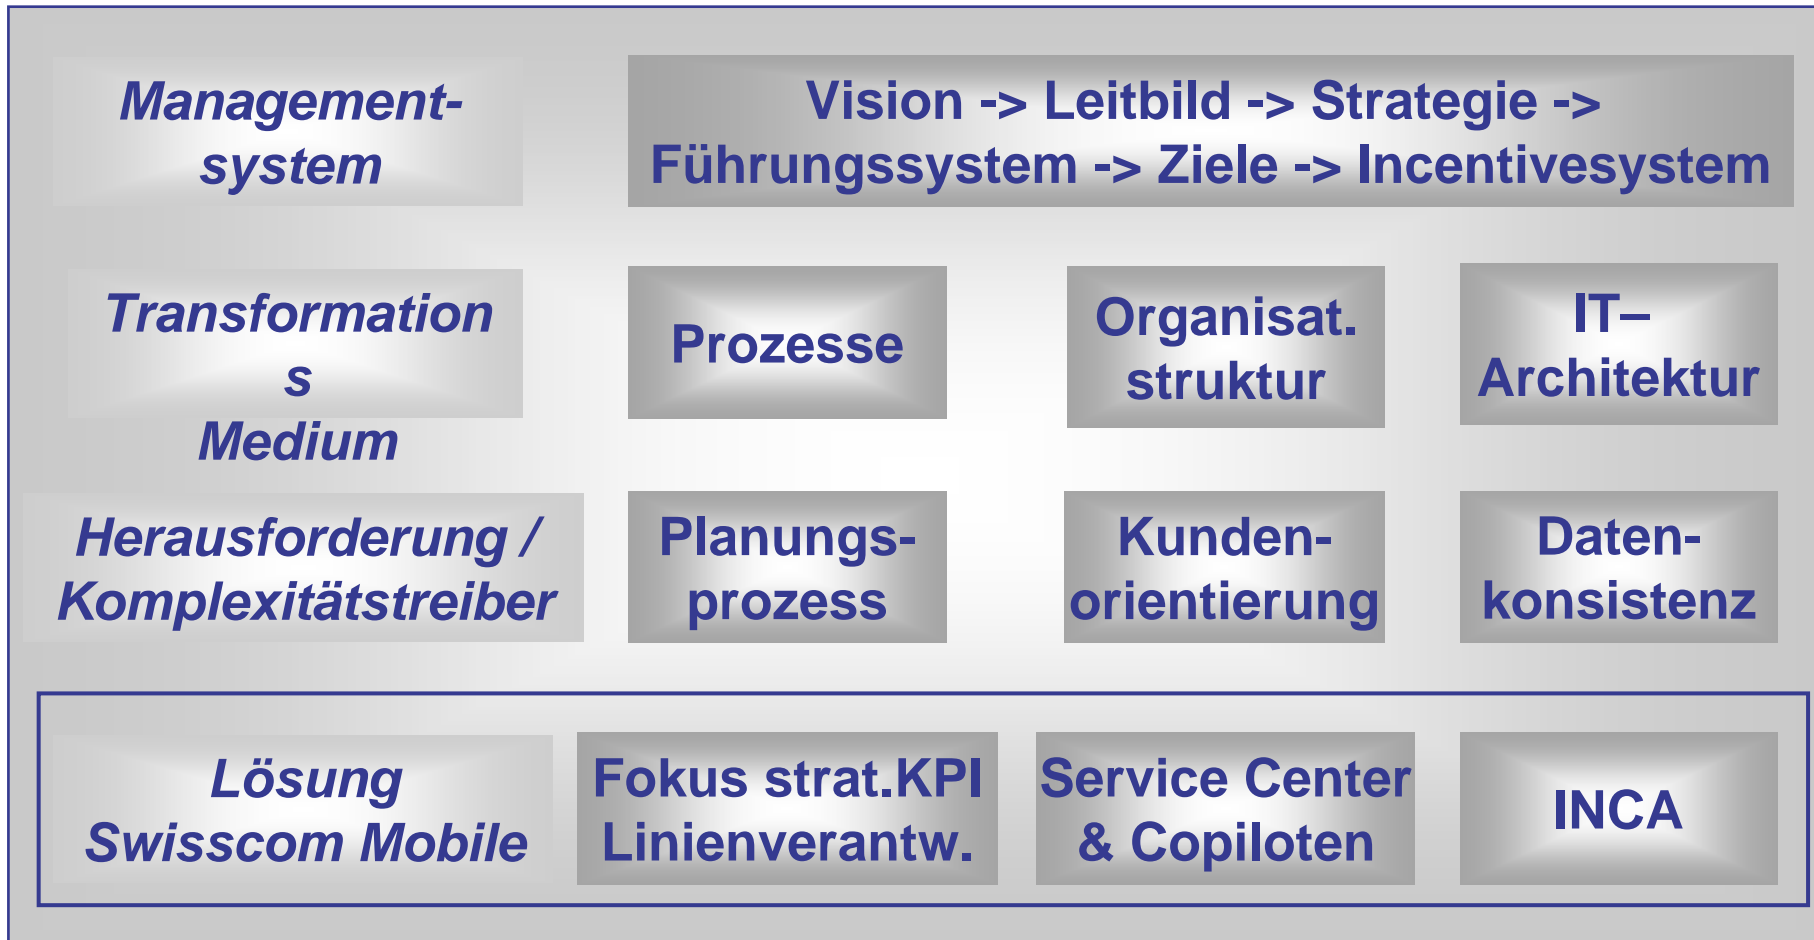 Management-
system
Vision -> Leitbild -> Strategie ->
Führungssystem -> Ziele -> Incentivesystem
Transformation
s
Medium
Prozesse
Organisat.
struktur
IT–
Architektur
Herausforderung /
Komplexitätstreiber
Planungs-
prozess
Kunden-
orientierung
Daten-
konsistenz
Lösung
Swisscom Mobile
Fokus strat.KPI
Linienverantw.
Service Center
& Copiloten
INCA